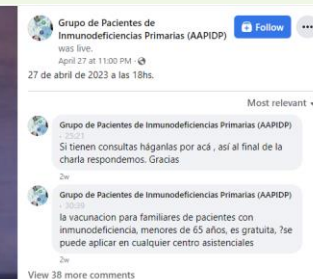 Grupo de Pacientes de
Inmunodeficiencias Primarias (AAPIDP)
was live.
Follow
April 27 at 11:00 PM
27 de abril de 2023 a las 18hs.
Most relevant
Grupo de Pacientes de Inmunodeficiencias Primarias (AAPIDP)
· 25:21
Si tienen consultas háganlas por acá , así al final de la
charla respondemos. Gracias
2w
Grupo de Pacientes de Inmunodeficiencias Primarias (AAPIDP)
la vacunacion para familiares de pacientes con
inmunodeficiencia, menores de 65 años, es gratuita, ?se
puede aplicar en cualquier centro asistenciales
2w
View 38 more comments